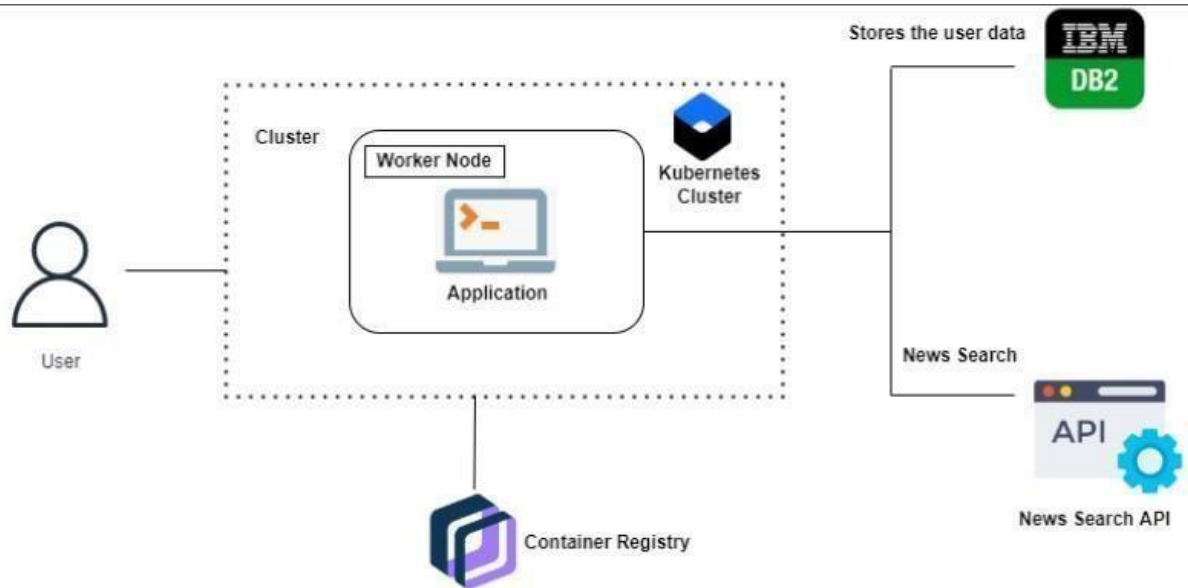 Stores the user data
IBM
DB2
Cluster
Worker Node
Kubernetes
Cluster
Application
User
News Search
API
News Search API
Container Registry